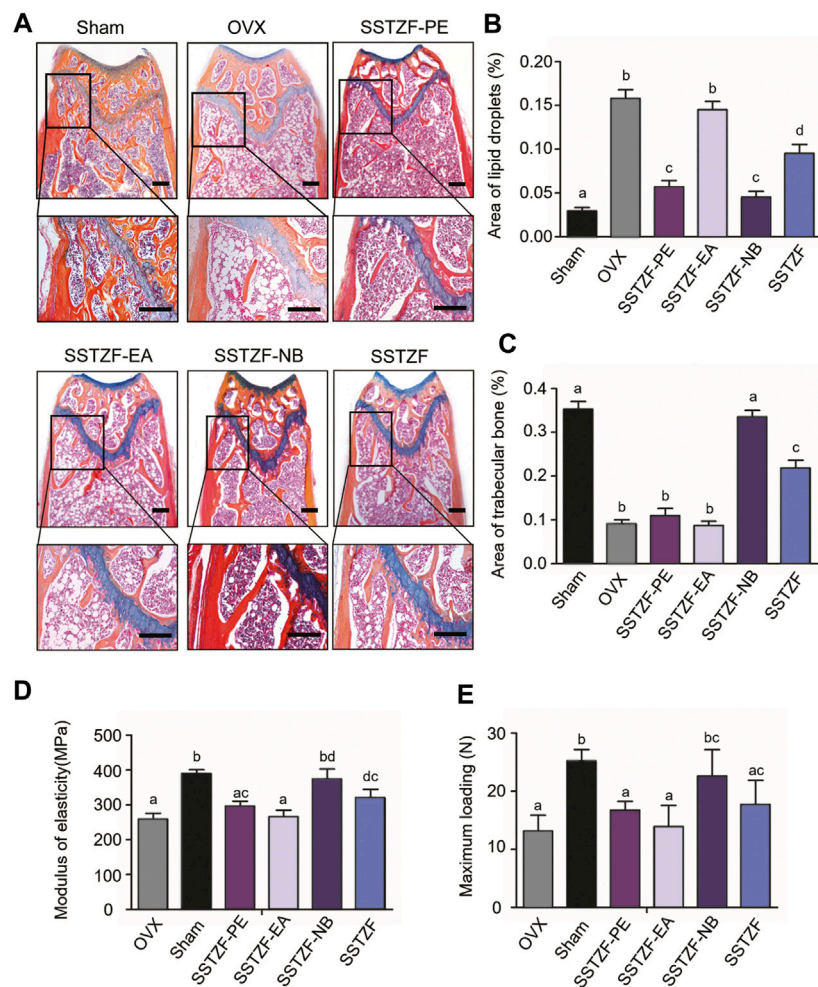 A
Sham
OVX
SSTZF-PE
SSTZF-EA
SSTZF-NB
SSTZF
B
Area of lipid droplets (%)
0.20
0.15
0.10
0.05
0.00
a
b
c
b
c
d
Sham
OVX
SSTZF-PE
SSTZF-EA
SSTZF-NB
SSTZF
C
Area of trabecular bone (%)
0.4
0.3
0.2
0.1
0.0
a
b
b
b
a
c
Sham
OVX
SSTZF-PE
SSTZF-EA
SSTZF-NB
SSTZF
D
Modulus of elasticity(MPa)
500
400
300
200
100
0
a
b
ac
a
bd
dc
OVX
Sham
SSTZF-PE
SSTZF-EA
SSTZF-NB
SSTZF
E
Maximum loading (N)
30
20
10
0
a
b
a
a
bc
ac
OVX
Sham
SSTZF-PE
SSTZF-EA
SSTZF-NB
SSTZF